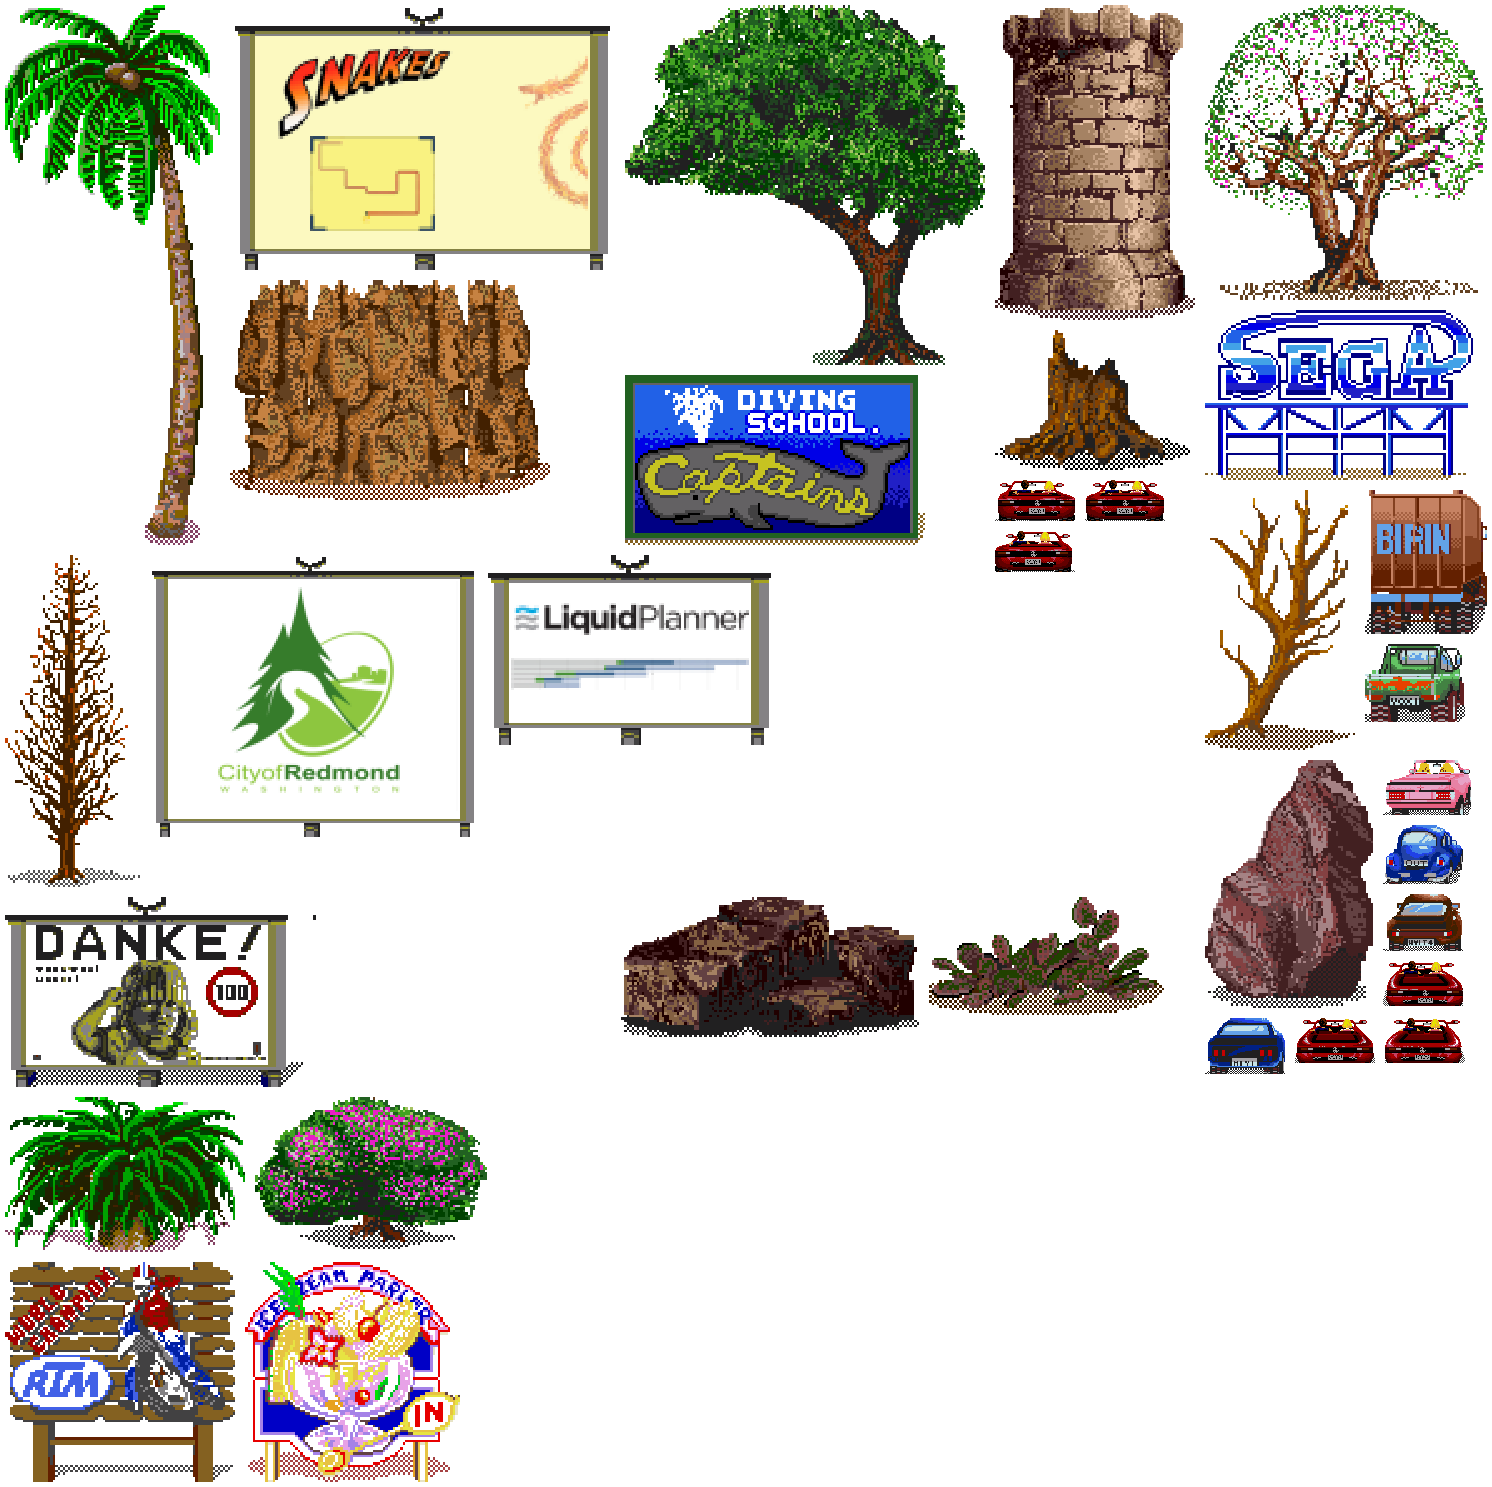 SNAKES
SEGA
DIVING
SCHOOL.
Captains
BIRIN
LiquidPlanner
CityofRedmond
WASHINGTON
DANKE!
100
ICE CREAM PARLOR
WORLD
CHAMPION
RTM
IN